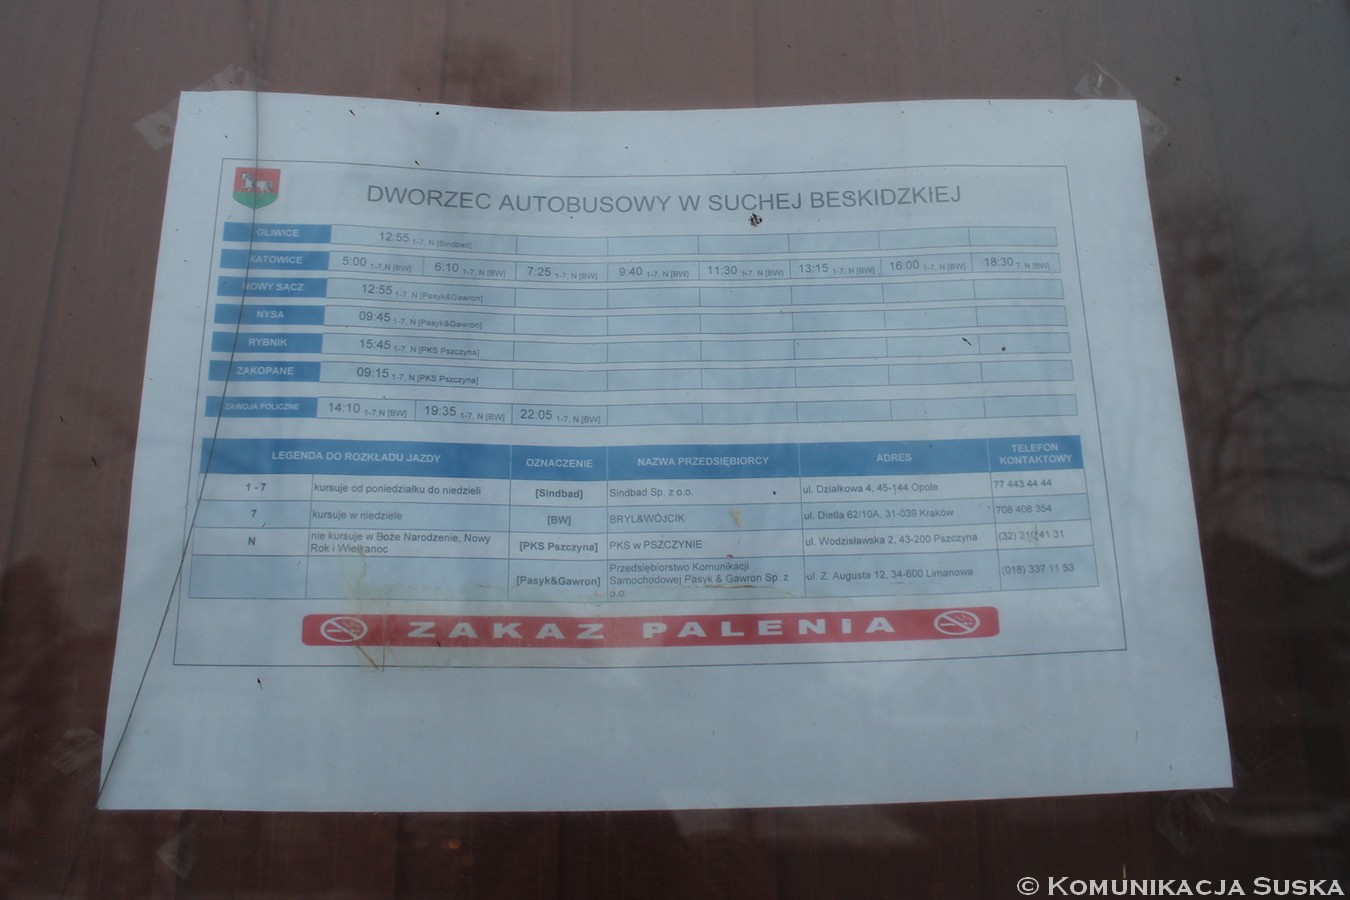 DWORZEC AUTOBUSOWY W SUCHEJ BESKIDZKIEJ
GLIWICE 12:55 1-7, N [Sindbad]
KATOWICE 5:00 1-7,N [BW] 6:10 1-7, N [BW] 7:25 1-7, N [BW] 9:40 1-7, N [BW] 11:30 1-7, N [BW] 13:15 1-7, N [BW] 16:00 1-7, N [BW] 18:30 7, N [BW]
NOWY SĄCZ 12:55 1-7, N [Pasyk&Gawron]
NYSA 09:45 1-7, N [Pasyk&Gawron]
RYBNIK 15:45 1-7, N [PKS Pszczyna]
ZAKOPANE 09:15 1-7, N [PKS Pszczyna]
ZAWOJA POLICZNE 14:10 1-7,N [BW] 19:35 1-7, N [BW] 22:05 1-7, N [BW]
LEGENDA DO ROZKŁADU JAZDY OZNACZENIE NAZWA PRZEDSIĘBIORCY ADRES TELEFON
KONTAKTOWY
1 - 7 kursuje od poniedziałku do niedzieli [Sindbad] Sindbad Sp. z o.o. ul. Działkowa 4, 45-144 Opole 77 443 44 44
7 kursuje w niedziele [BW] BRYL&WÓJCIK ul. Dietla 62/10A, 31-039 Kraków 708 408 354
N nie kursuje w Boże Narodzenie, Nowy
Rok i Wielkanoc [PKS Pszczyna] PKS w PSZCZYNIE ul. Wodzisławska 2, 43-200 Pszczyna (32) 210 41 31
[Pasyk&Gawron] Przedsiębiorstwo Komunikacji
Samochodowej Pasyk & Gawron Sp. z
o.o ul. Z. Augusta 12, 34-600 Limanowa (018) 337 11 53
ZAKAZ PALENIA
© KOMUNIKACJA SUSKA